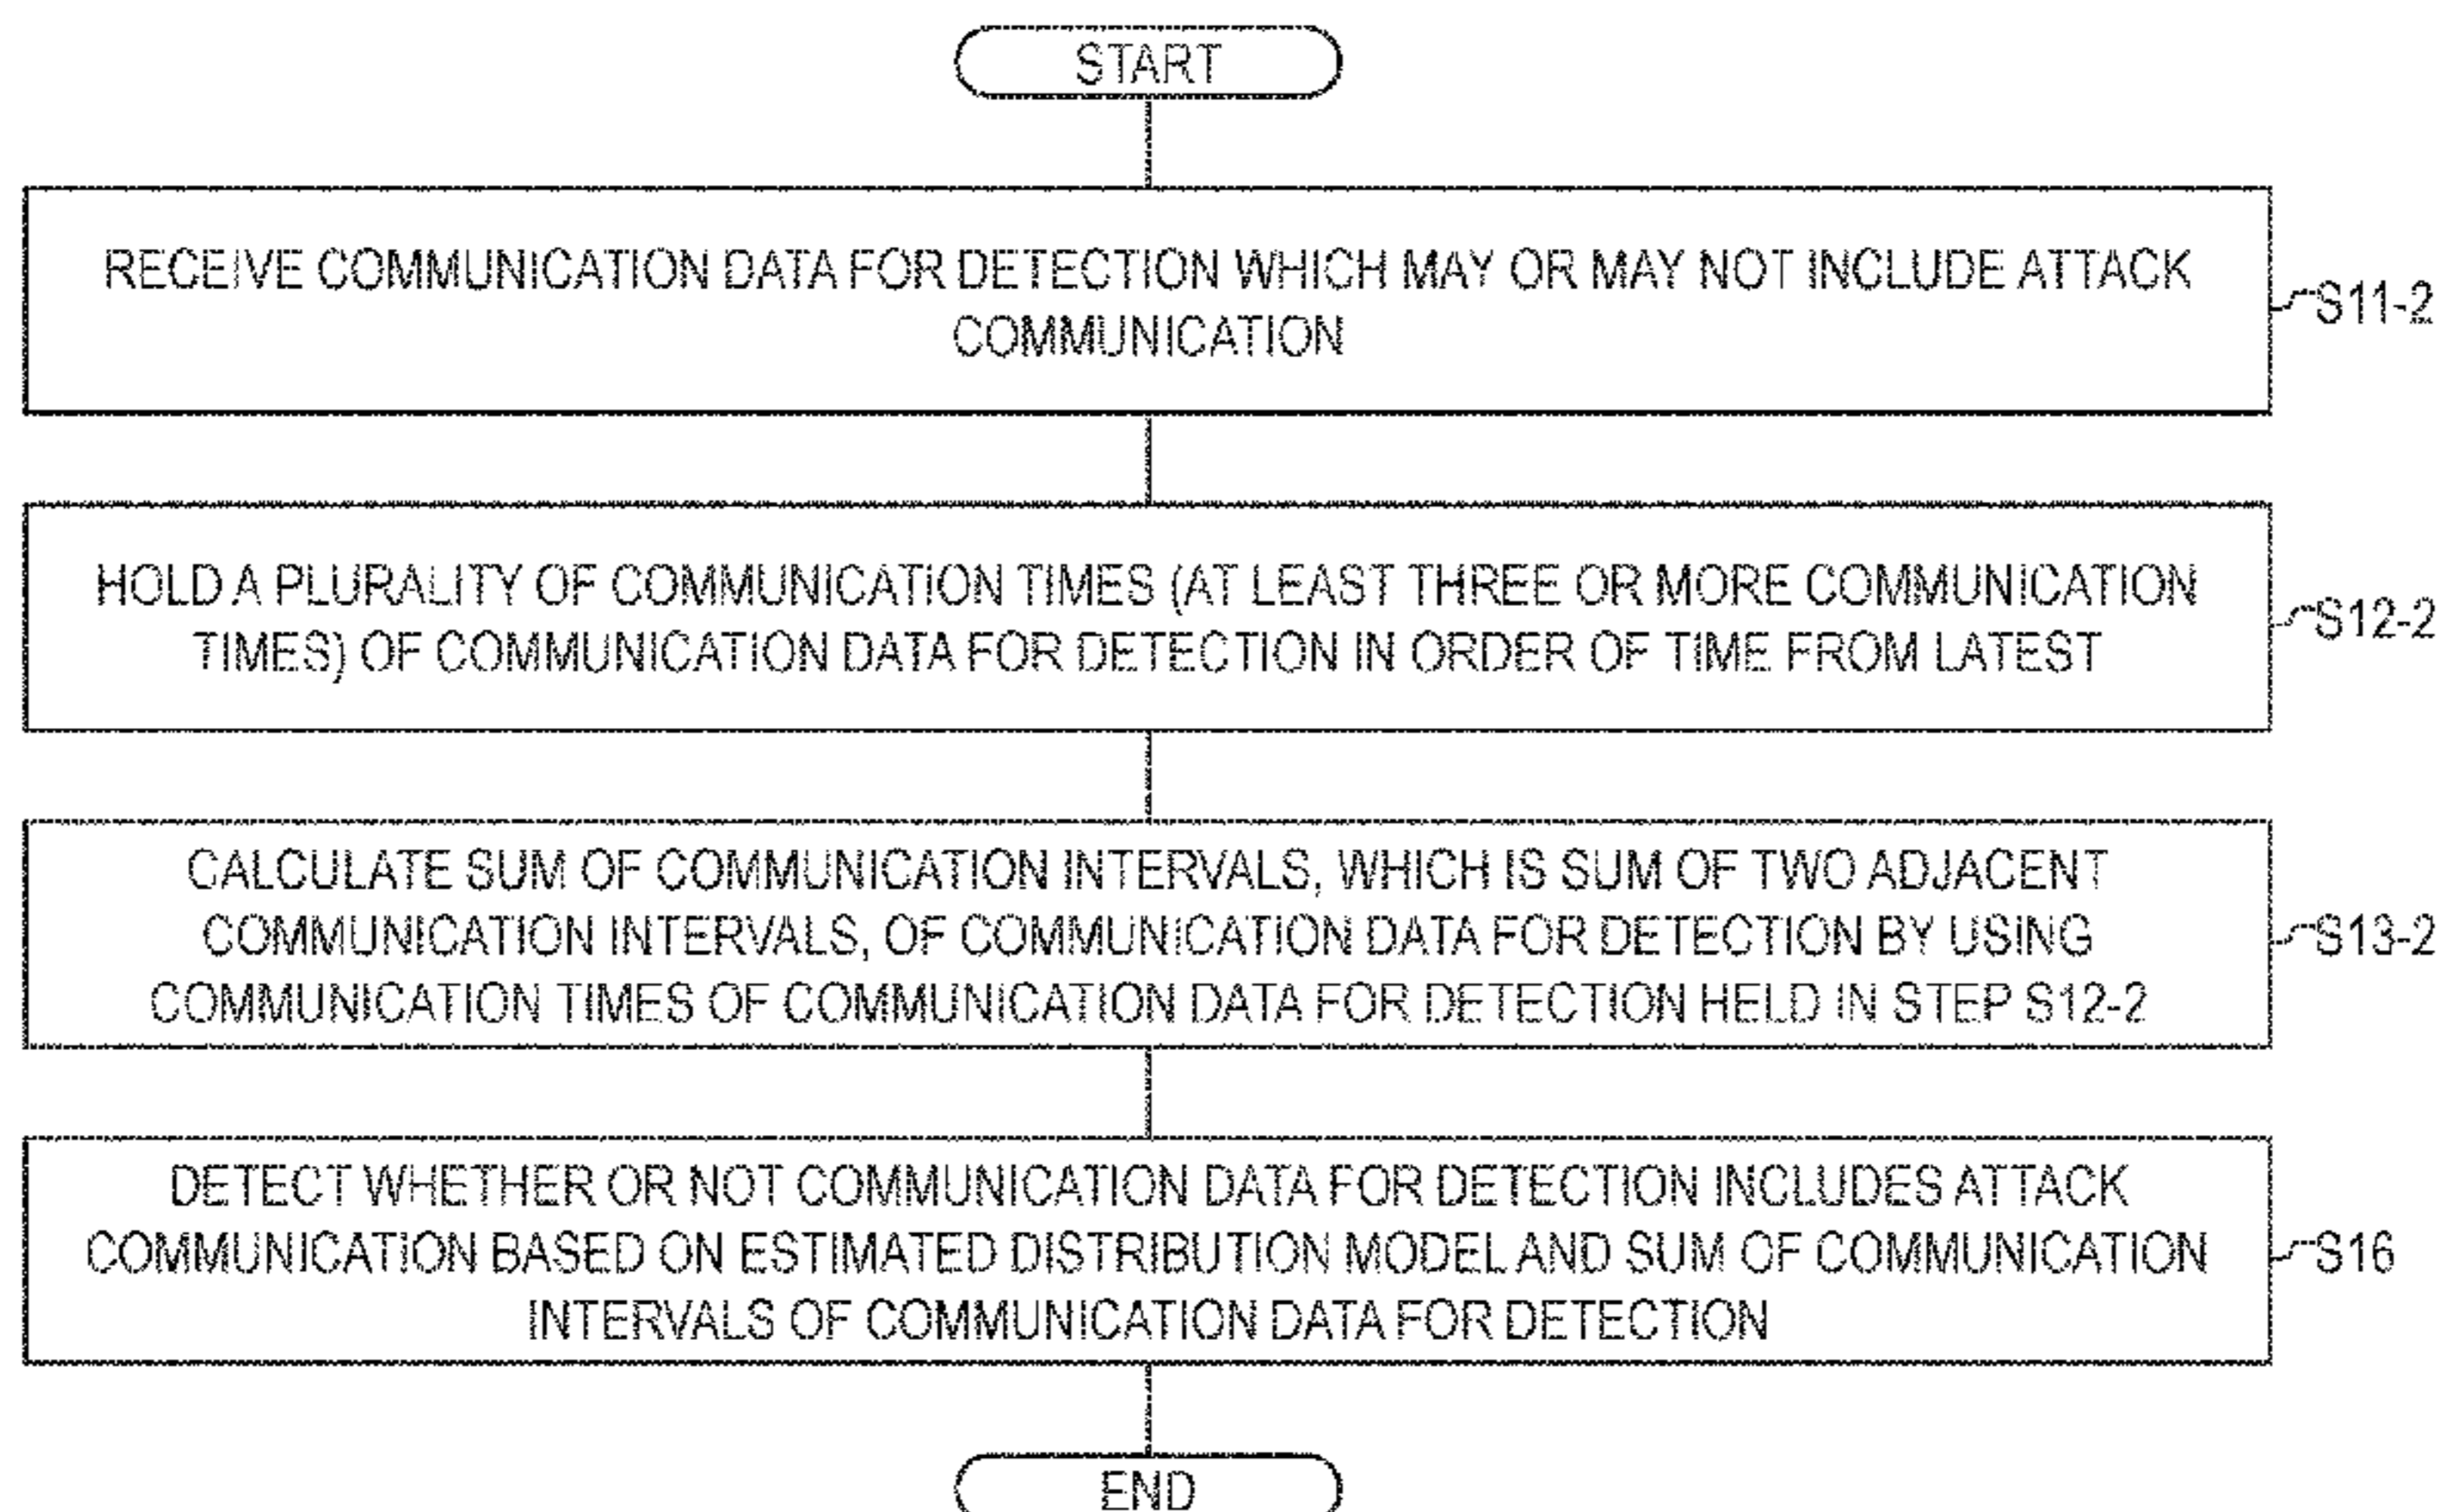 START
RECEIVE COMMUNICATION DATA FOR DETECTION WHICH MAY OR MAY NOT INCLUDE ATTACK
COMMUNICATION
S11-2
HOLD A PLURALITY OF COMMUNICATION TIMES (AT LEAST THREE OR MORE COMMUNICATION
TIMES) OF COMMUNICATION DATA FOR DETECTION IN ORDER OF TIME FROM LATEST
S12-2
CALCULATE SUM OF COMMUNICATION INTERVALS, WHICH IS SUM OF TWO ADJACENT
COMMUNICATION INTERVALS, OF COMMUNICATION DATA FOR DETECTION BY USING
COMMUNICATION TIMES OF COMMUNICATION DATA FOR DETECTION HELD IN STEP S12-2
S13-2
DETECT WHETHER OR NOT COMMUNICATION DATA FOR DETECTION INCLUDES ATTACK
COMMUNICATION BASED ON ESTIMATED DISTRIBUTION MODEL AND SUM OF COMMUNICATION
INTERVALS OF COMMUNICATION DATA FOR DETECTION
S16
END